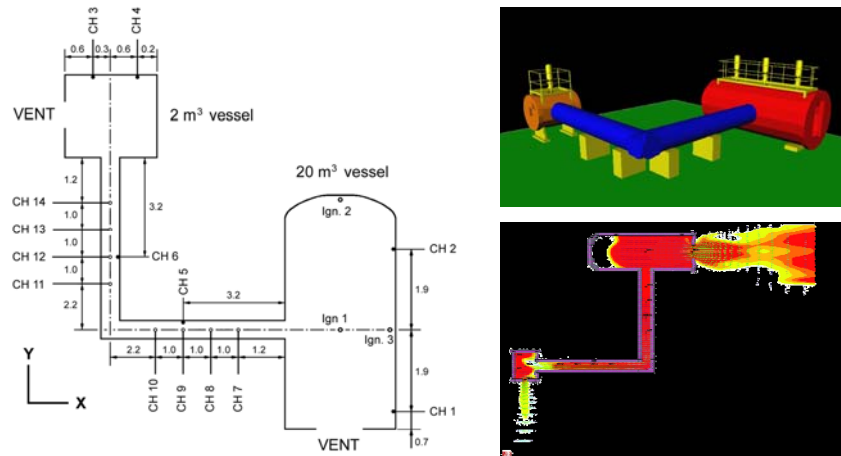 CH 3
CH 4
0.6 0.3 0.6 0.2
VENT
2 m³ vessel
1.2
CH 14
1.0
CH 13
3.2
20 m³ vessel
1.0
Ign. 2
CH 12
CH 6
CH 2
1.0
CH 11
CH 5
3.2
1.9
2.2
Ign 1
Ign. 3
2.2 1.0 1.0 1.0 1.2
1.9
Y
CH 10
CH 9
CH 8
CH 7
X
CH 1
VENT
0.7